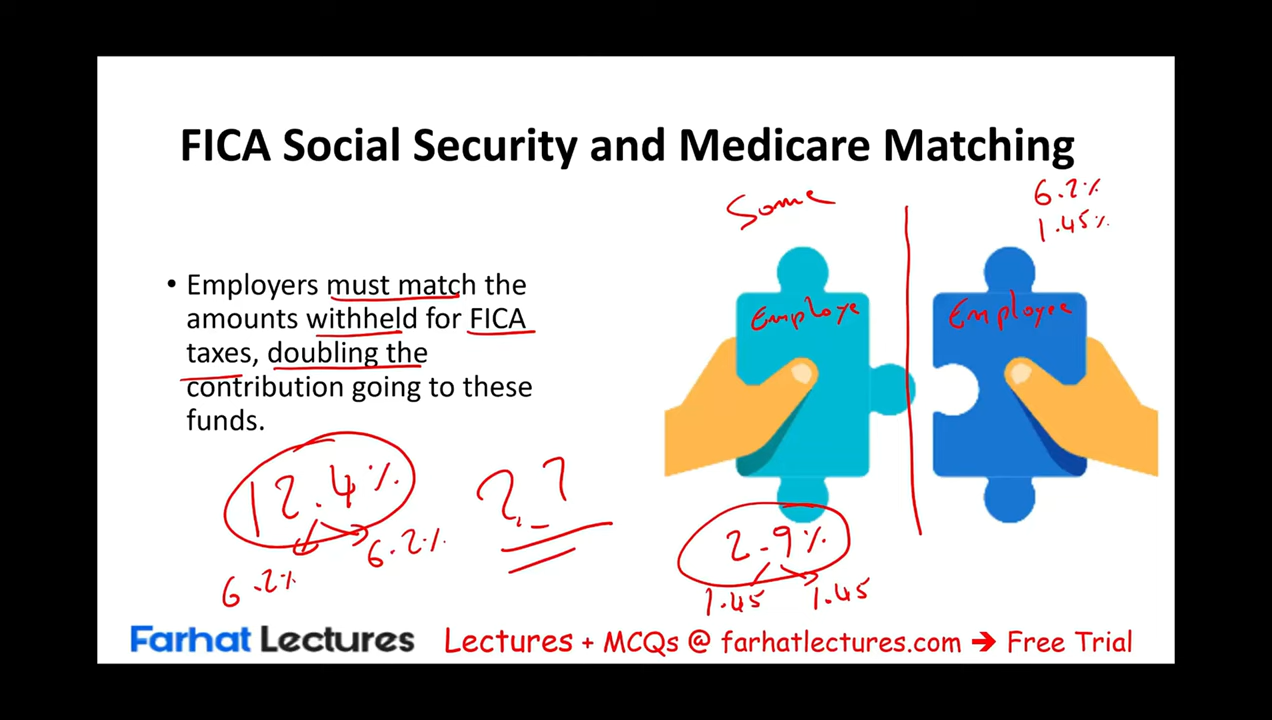 FICA Social Security and Medicare Matching
Some
6.2%
1.45%
• Employers must match the
amounts withheld for FICA
taxes, doubling the
contribution going to these
funds.
Employe
Employee
12.4%
6.2%
6.2%
2.9%
1.45
1.45
Farhat Lectures
Lectures + MCQs @ farhatlectures.com ➔ Free Trial